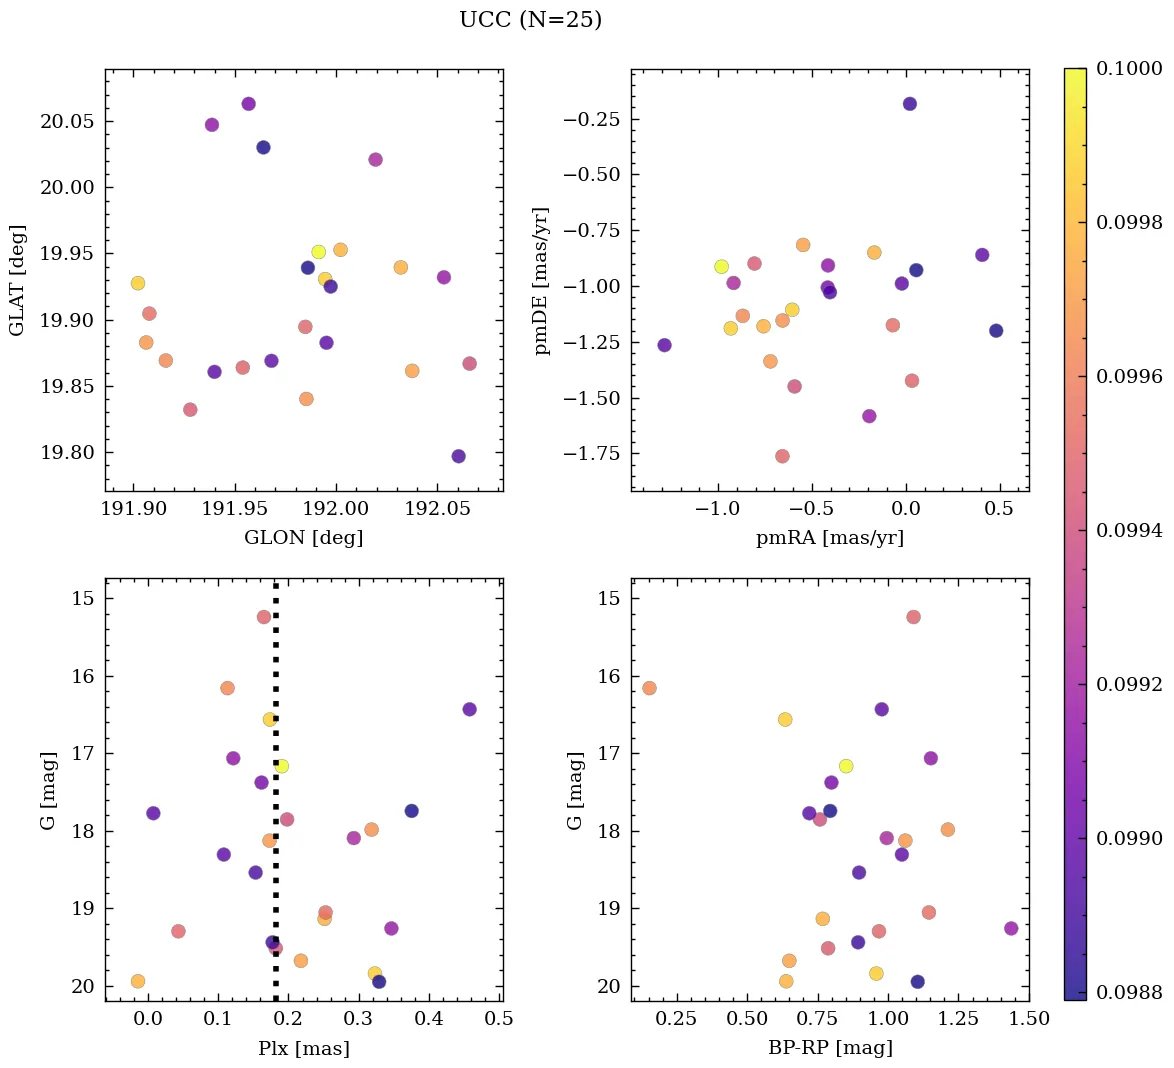 UCC (N=25)
20.05
20.00
19.95
19.90
19.85
19.80
GLAT [deg]
191.90 191.95 192.00 192.05
GLON [deg]
−0.25
−0.50
−0.75
−1.00
−1.25
−1.50
−1.75
pmDE [mas/yr]
−1.0 −0.5 0.0 0.5
pmRA [mas/yr]
15
16
17
18
19
20
G [mag]
0.0 0.1 0.2 0.3 0.4 0.5
Plx [mas]
15
16
17
18
19
20
G [mag]
0.25 0.50 0.75 1.00 1.25 1.50
BP-RP [mag]
0.1000
0.0998
0.0996
0.0994
0.0992
0.0990
0.0988